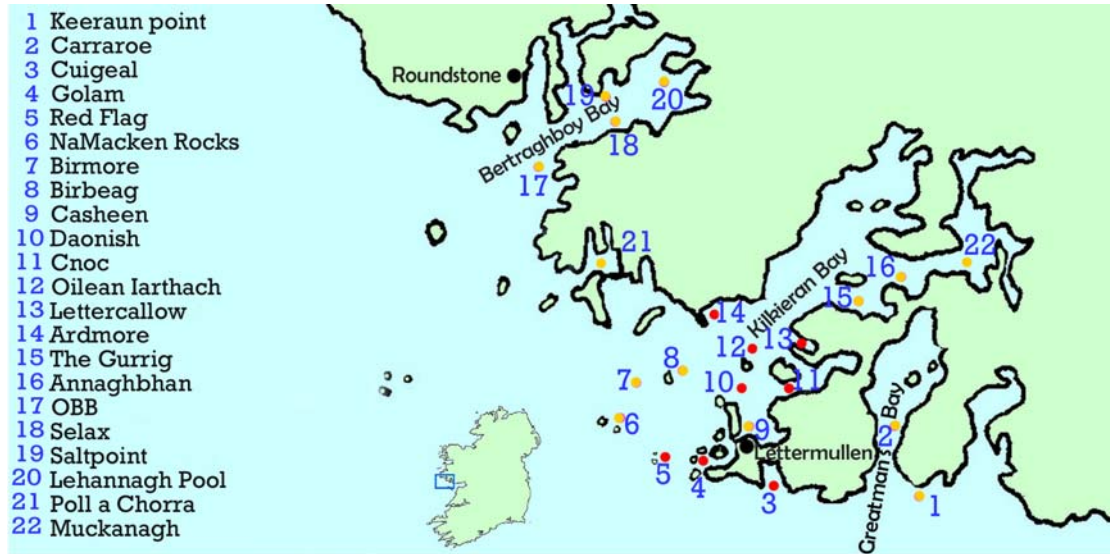 1 Keeraun point
2 Carraroe
3 Cuigeal
4 Golam
5 Red Flag
6 NaMacken Rocks
7 Birmore
8 Birbeag
9 Casheen
10 Daonish
11 Cnoc
12 Oilean Iarthach
13 Lettercallow
14 Ardmore
15 The Gurrig
16 Annaghbhan
17 OBB
18 Selax
19 Saltpoint
20 Lehannagh Pool
21 Poll a Chorra
22 Muckanagh
Roundstone
19
20
Bertraghboy Bay
18
17
21
22
16
Kilkieran Bay
15
14
13
12
8
7
10
11
6
9
Greatman's Bay
2
Lettermullen
5
4
3
1